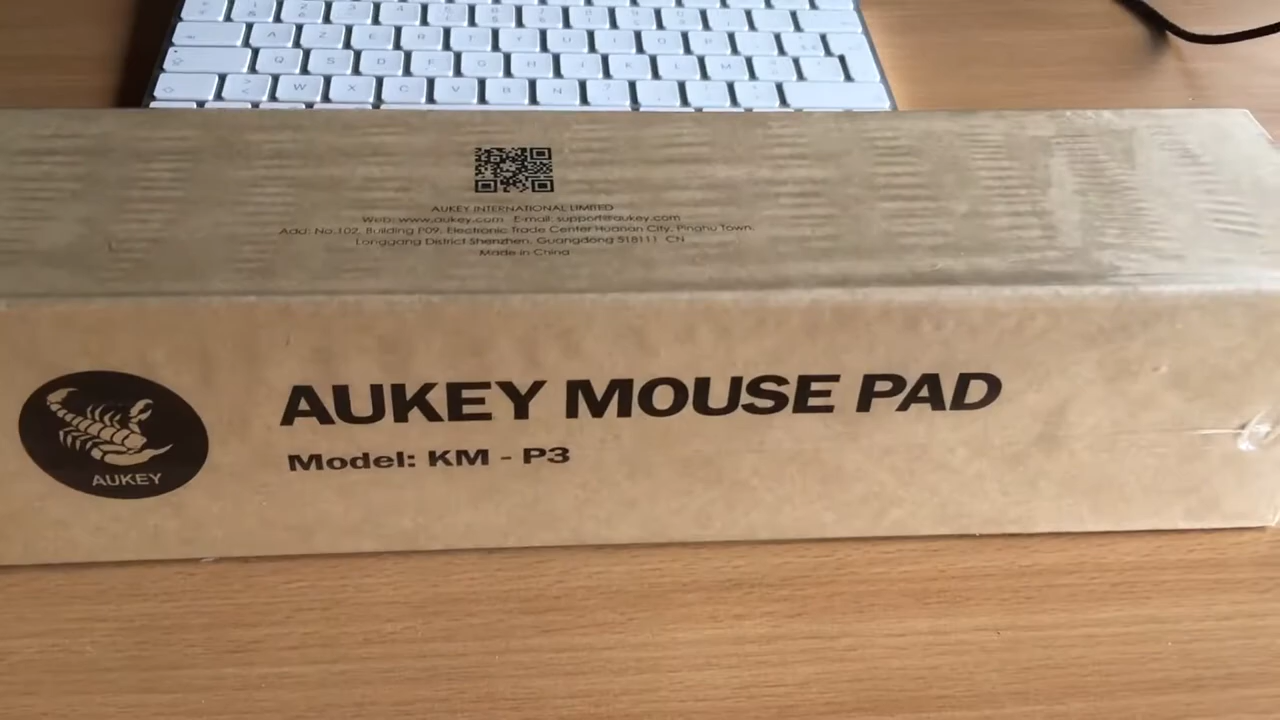 A Z E R T Y U I O P
Q S D F G H J K L M
W X C V B N
AUKEY INTERNATIONAL LIMITED
Web: www.aukey.com E-mail: support@aukey.com
Add: No.102, Building P09, Electronic Trade Center Huanan City, Pinghu Town,
Longgang District Shenzhen, Guangdong 518111 CN
Made in China
AUKEY MOUSE PAD
Model: KM - P3
AUKEY